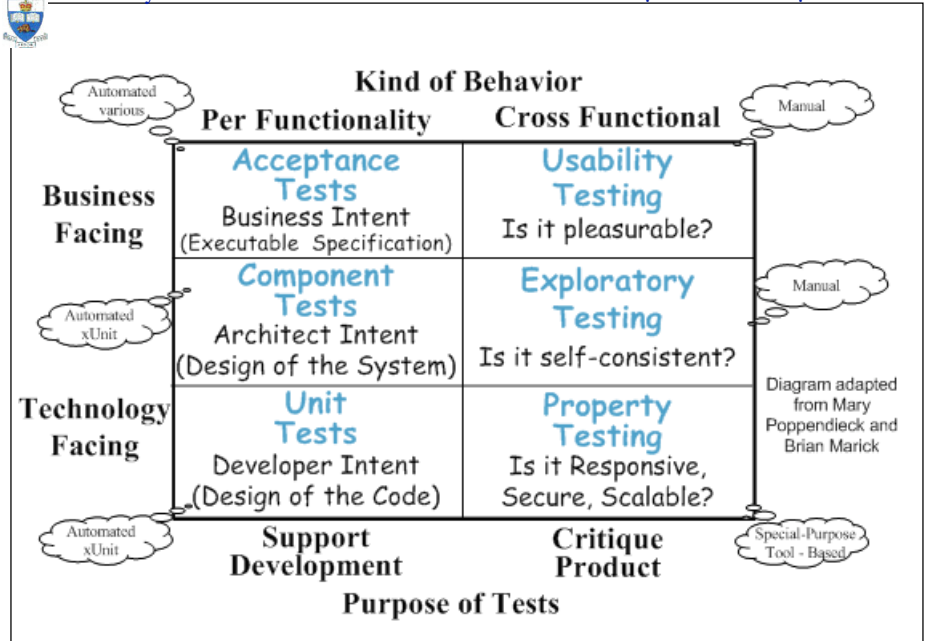 Kind of Behavior
Automated
various
Per Functionality
Cross Functional
Manual
Business
Facing
Acceptance
Tests
Business Intent
(Executable Specification)
Usability
Testing
Is it pleasurable?
Component
Tests
Architect Intent
(Design of the System)
Exploratory
Testing
Is it self-consistent?
Manual
Automated
xUnit
Technology
Facing
Unit
Tests
Developer Intent
(Design of the Code)
Property
Testing
Is it Responsive,
Secure, Scalable?
Diagram adapted
from Mary
Poppendieck and
Brian Marick
Automated
xUnit
Support
Development
Critique
Product
Special-Purpose
Tool - Based
Purpose of Tests